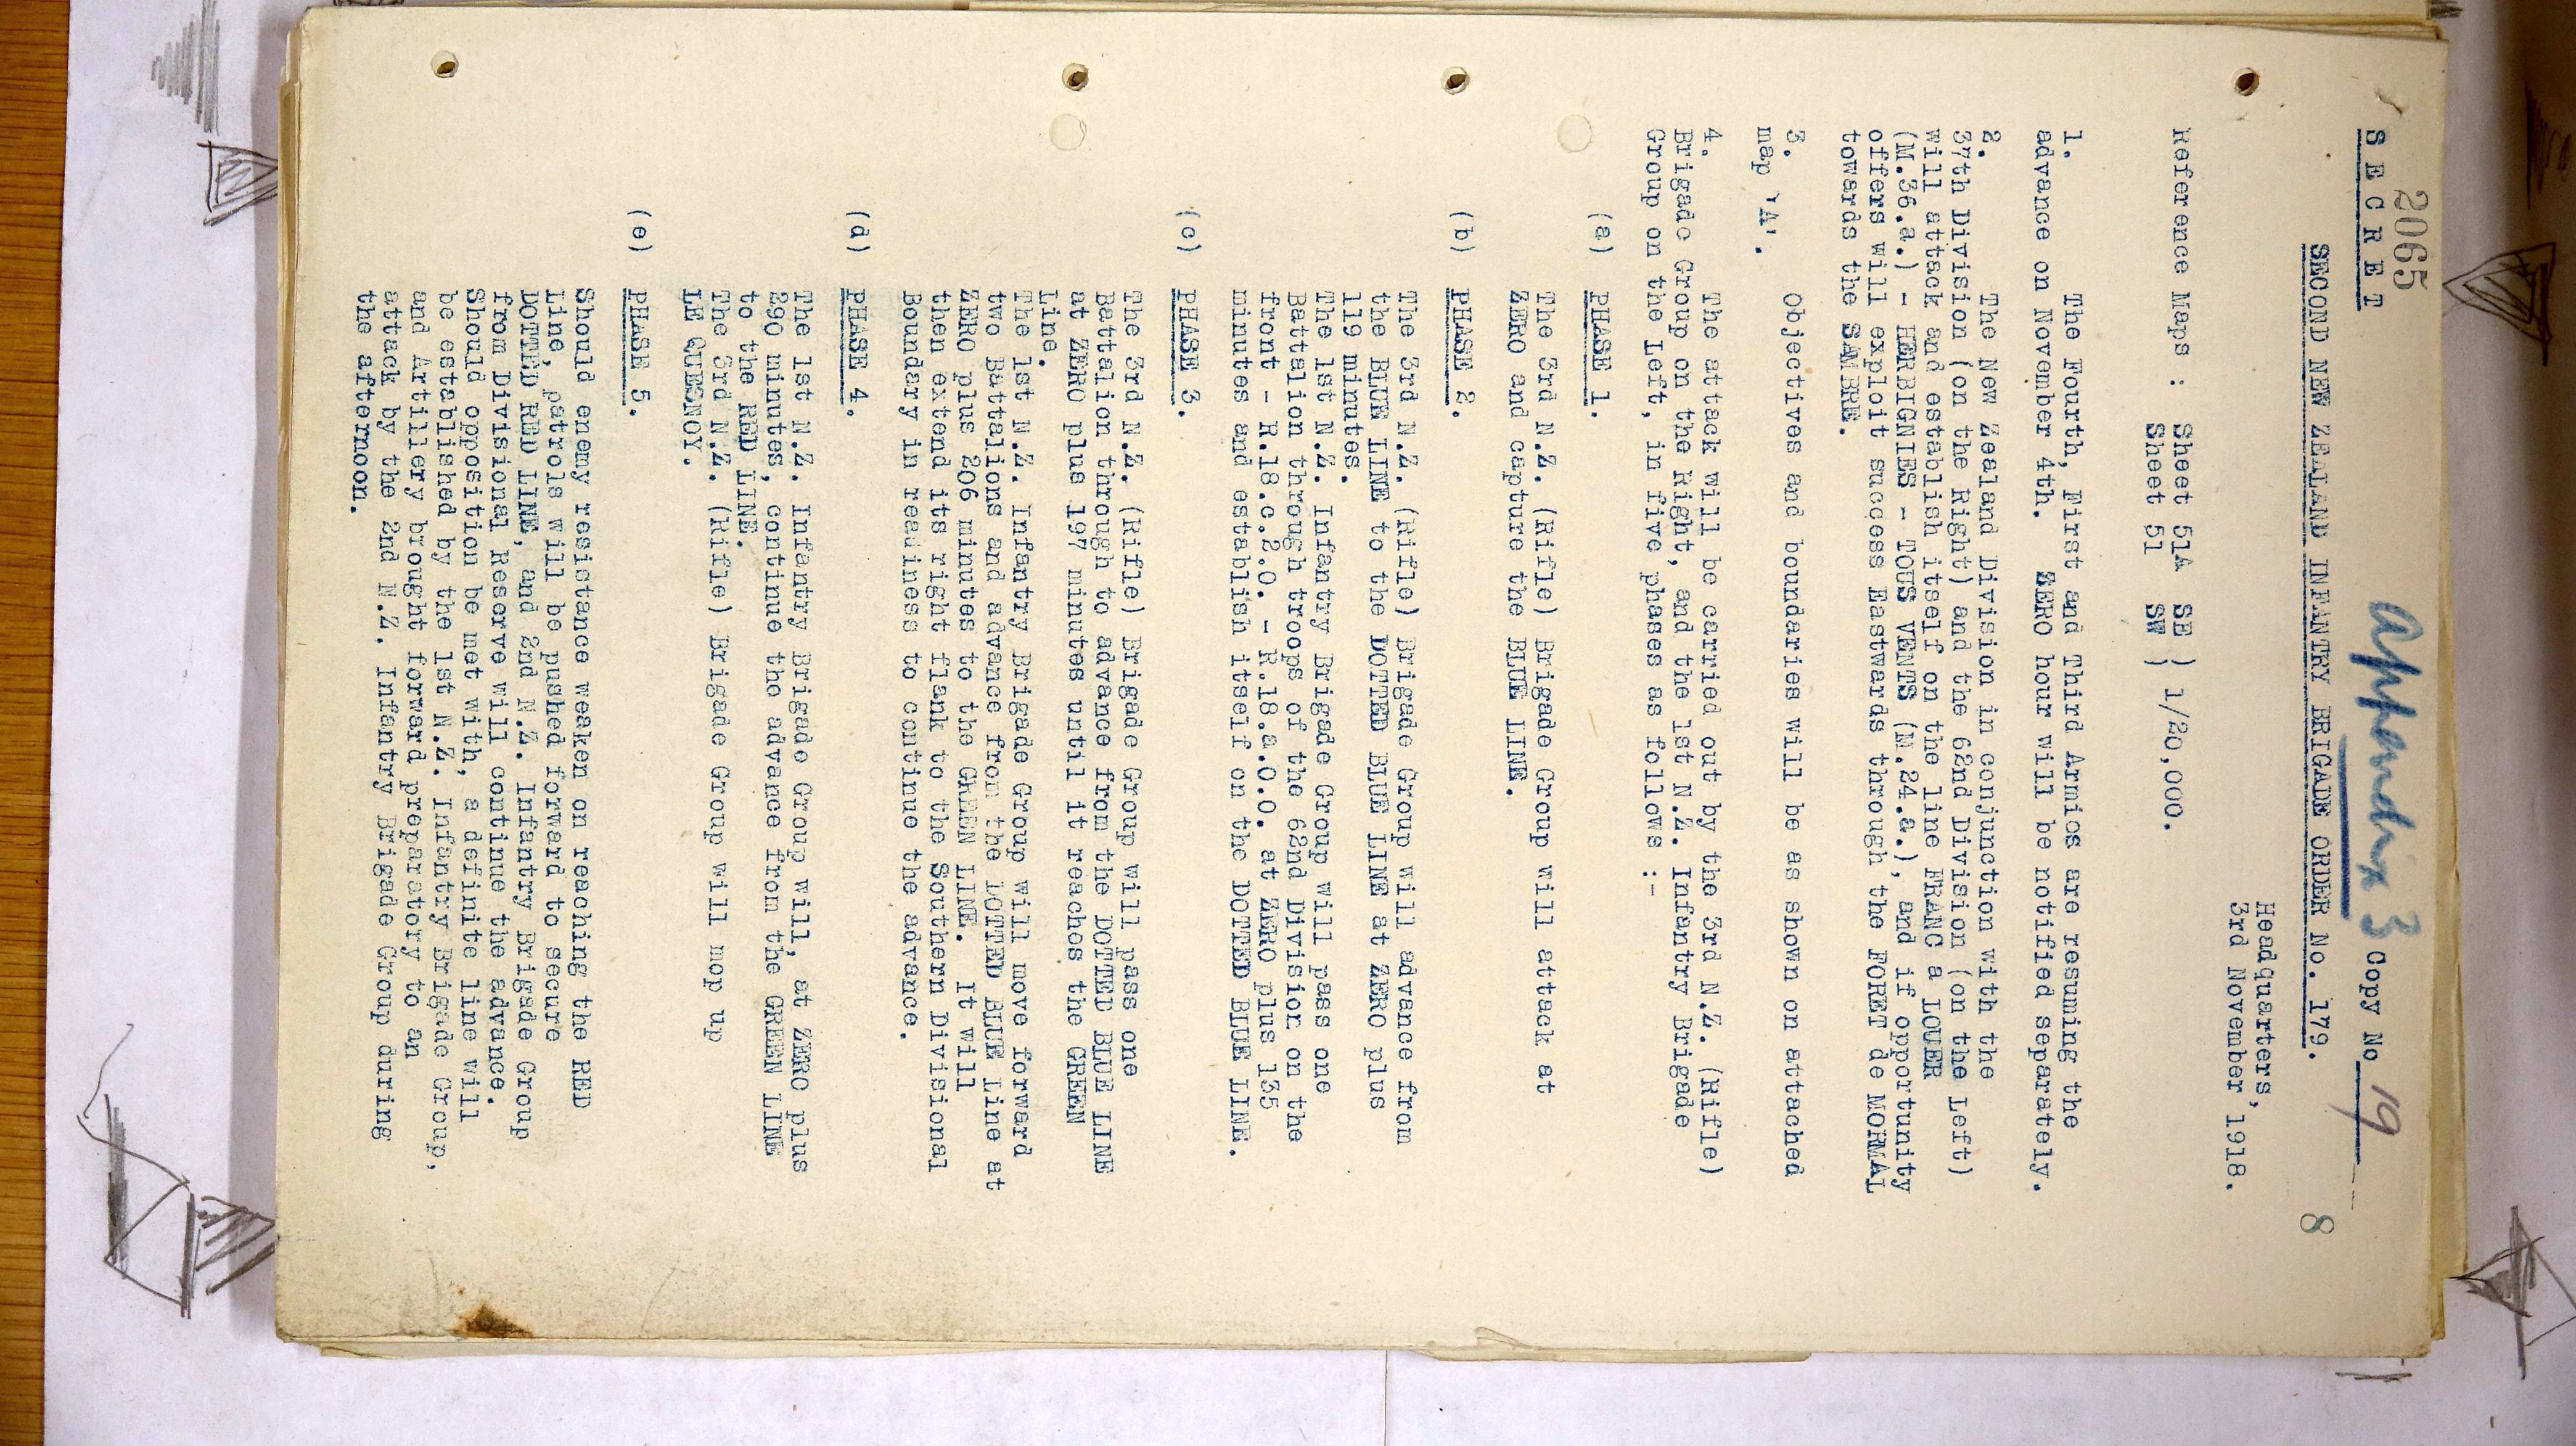 2065
Appendix 3
S E C R E T
Copy No 19
8
SECOND NEW ZEALAND INFANTRY BRIGADE ORDER No. 179.
Headquarters,
3rd November 1918.
Reference Maps : Sheet 51A SE ) 1/20,000.
Sheet 51 SW )
1. The Fourth, First and Third Armies are resuming the
advance on November 4th. ZERO hour will be notified separately.
2. The New Zealand Division in conjunction with the
37th Division (on the Right) and the 62nd Division (on the Left)
will attack and establish itself on the line FRANC a LOUER
(M.36.a.) - HERBIGNIES - TOUS VENTS (M.24.a.), and if opportunity
offers will exploit success Eastwards through the FORET de MORMAL
towards the SAMBRE.
3. Objectives and boundaries will be as shown on attached
map 'A'.
4. The attack will be carried out by the 3rd N.Z. (Rifle)
Brigade Group on the Right, and the 1st N.Z. Infantry Brigade
Group on the Left, in five phases as follows :-
(a) PHASE 1.
The 3rd N.Z. (Rifle) Brigade Group will attack at
ZERO and capture the BLUE LINE.
(b) PHASE 2.
The 3rd N.Z. (Rifle) Brigade Group will advance from
the BLUE LINE to the DOTTED BLUE LINE at ZERO plus
119 minutes.
The 1st N.Z. Infantry Brigade Group will pass one
Battalion through troops of the 62nd Division on the
front - R.18.c.2.0. - R.18.a.0.0. at ZERO plus 135
minutes and establish itself on the DOTTED BLUE LINE.
(c) PHASE 3.
The 3rd N.Z. (Rifle) Brigade Group will pass one
Battalion through to advance from the DOTTED BLUE LINE
at ZERO plus 197 minutes until it reaches the GREEN
Line.
The 1st N.Z. Infantry Brigade Group will move forward
two Battalions and advance from the DOTTED BLUE Line at
ZERO plus 206 minutes to the GREEN LINE. It will
then extend its right flank to the Southern Divisional
Boundary in readiness to continue the advance.
(d) PHASE 4.
The 1st N.Z. Infantry Brigade Group will, at ZERO plus
290 minutes, continue the advance from the GREEN LINE
to the RED LINE.
The 3rd N.Z. (Rifle) Brigade Group will mop up
LE QUESNOY.
(e) PHASE 5.
Should enemy resistance weaken on reaching the RED
Line, patrols will be pushed forward to secure
DOTTED RED LINE, and 2nd N.Z. Infantry Brigade Group
from Divisional Reserve will continue the advance.
Should opposition be met with, a definite line will
be established by the 1st N.Z. Infantry Brigade Group,
and Artillery brought forward preparatory to an
attack by the 2nd N.Z. Infantry Brigade Group during
the afternoon.